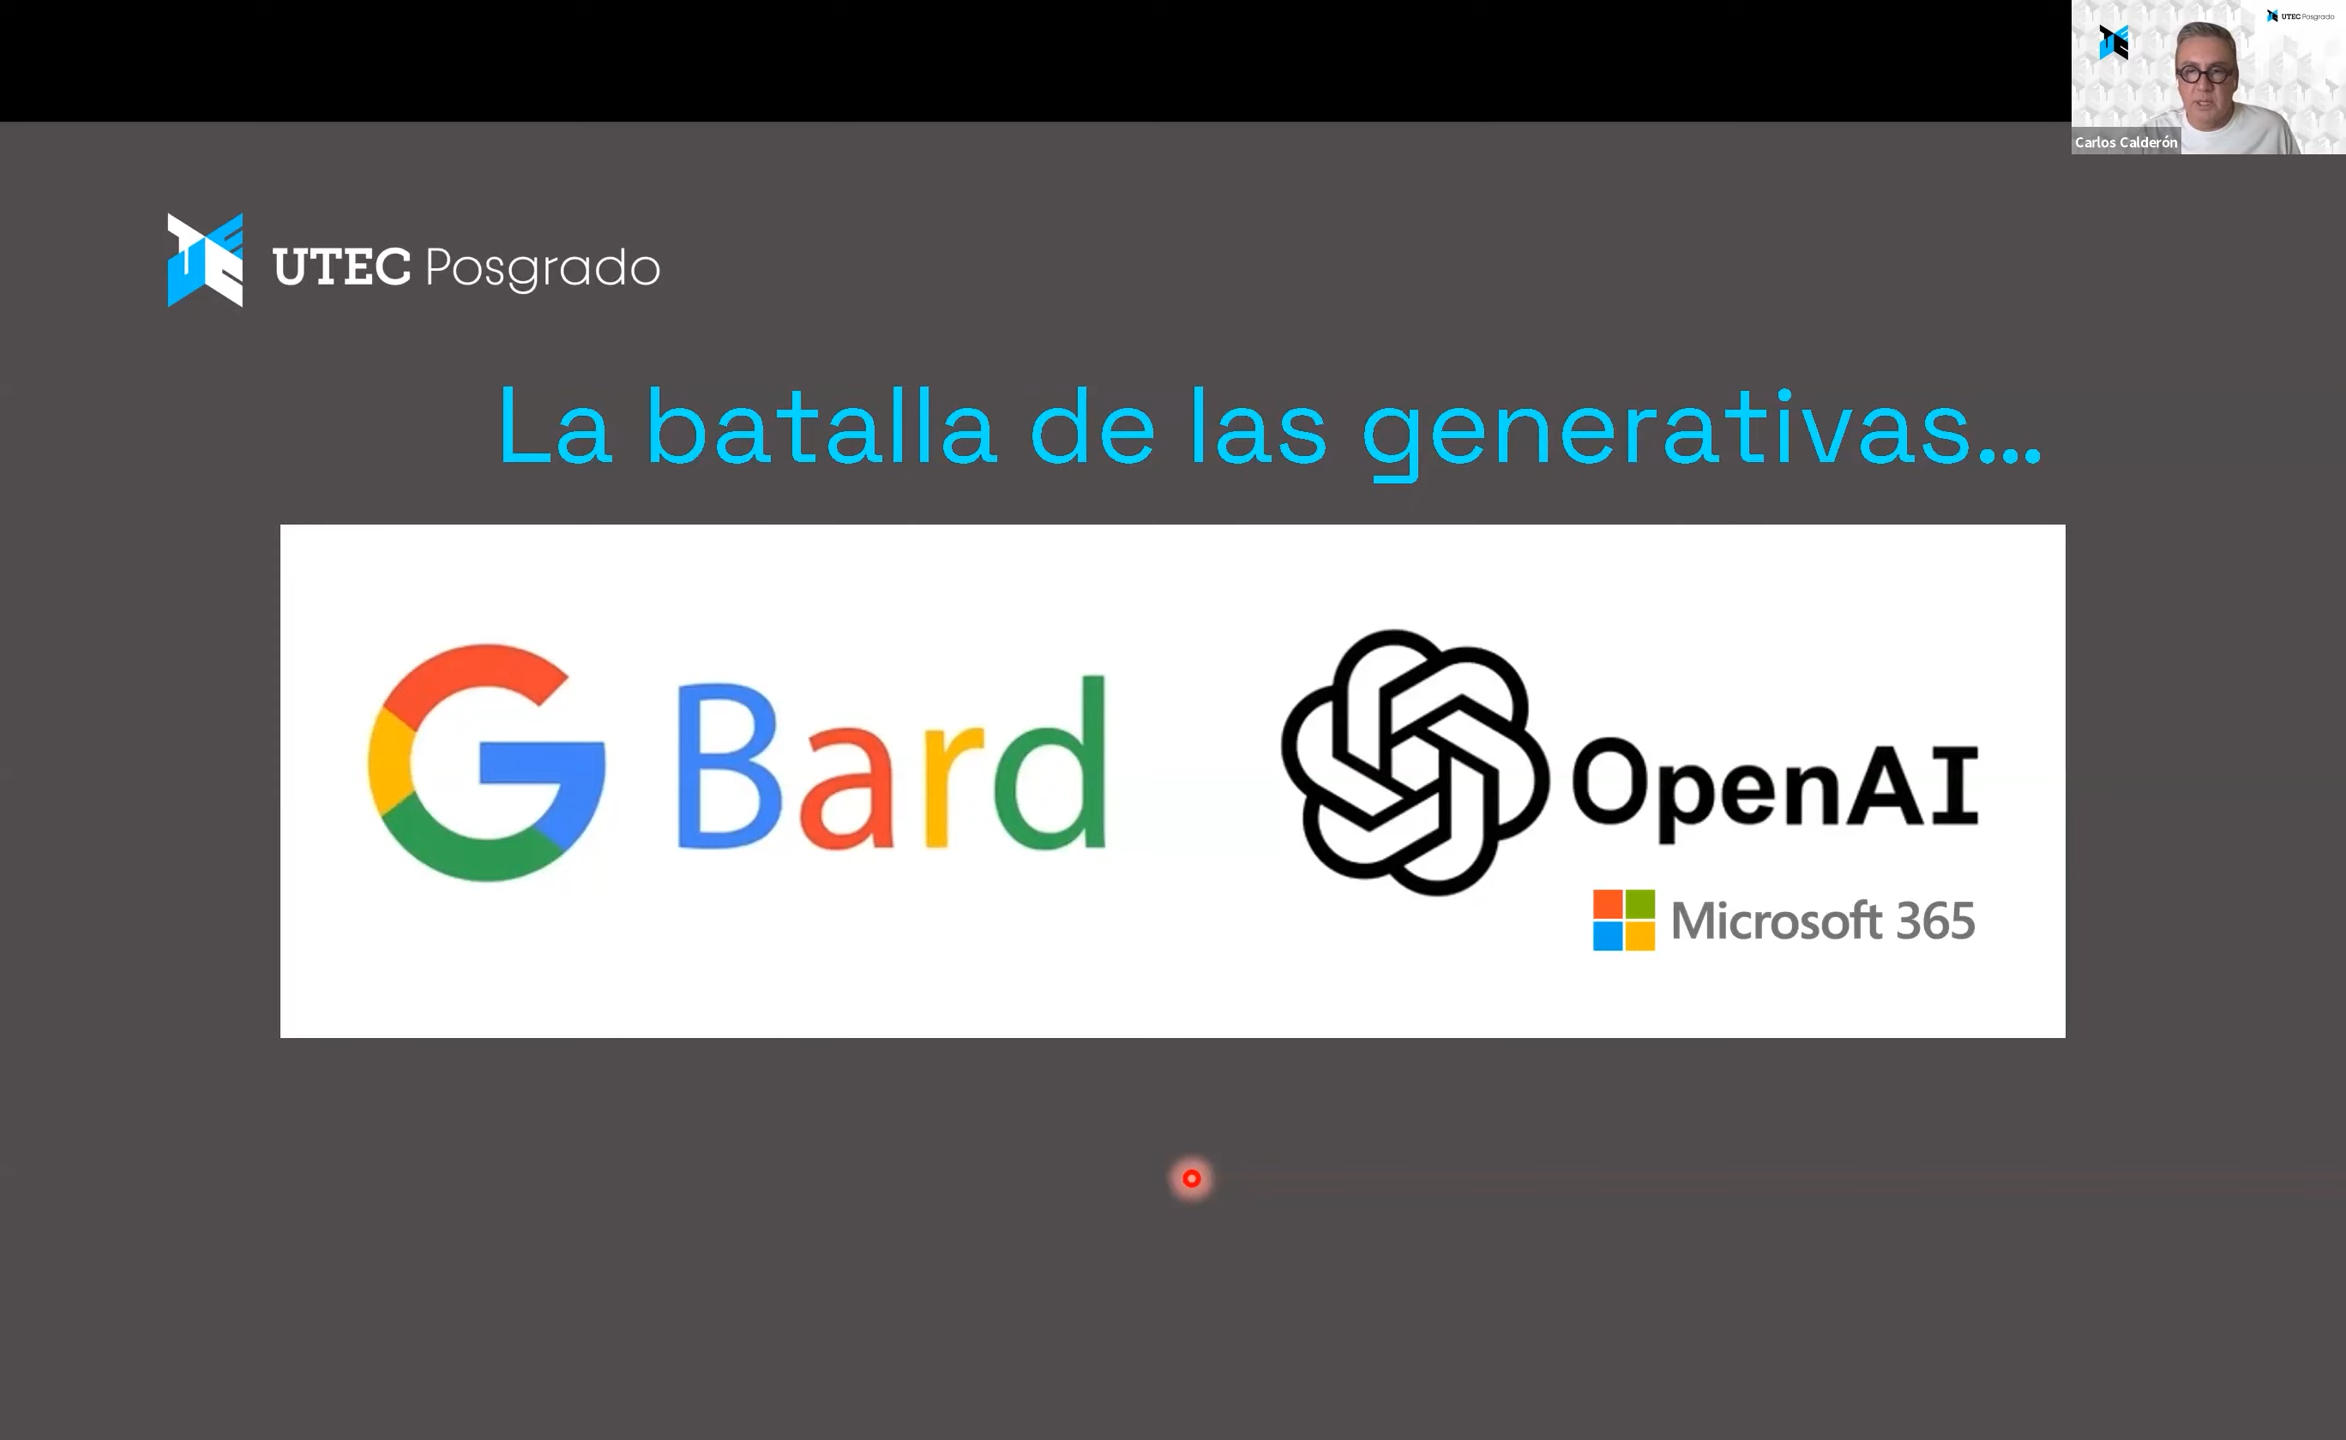 UTEC Posgrado
Carlos Calderón
UTEC Posgrado
La batalla de las generativas...
G Bard
OpenAI
Microsoft 365